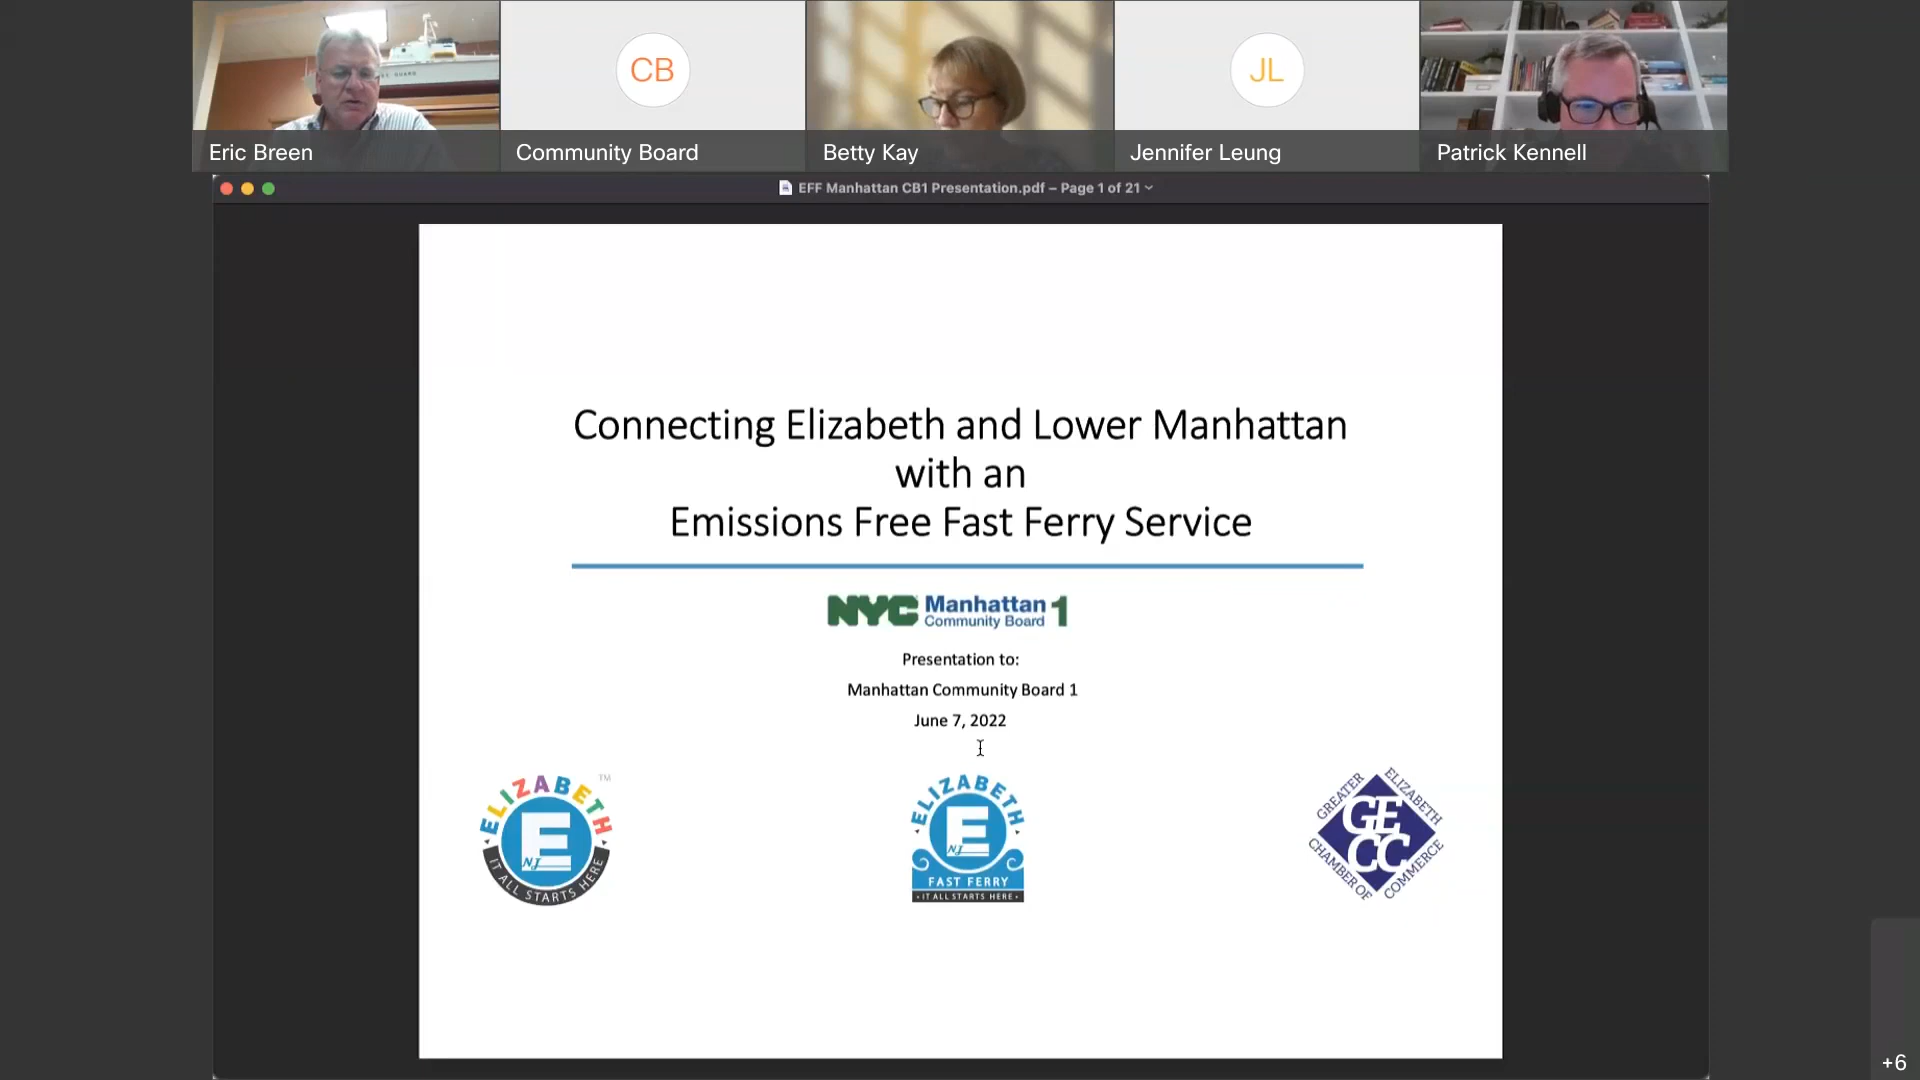 Eric Breen
CB
Community Board
Betty Kay
JL
Jennifer Leung
Patrick Kennell
EFF Manhattan CB1 Presentation.pdf – Page 1 of 21
Connecting Elizabeth and Lower Manhattan
with an
Emissions Free Fast Ferry Service
NYC Manhattan 1
Community Board
Presentation to:
Manhattan Community Board 1
June 7, 2022
ELIZABETH TM
E
NJ
IT ALL STARTS HERE
ELIZABETH
E
NJ
FAST FERRY
• IT ALL STARTS HERE •
GREATER ELIZABETH
GE
CC
CHAMBER OF COMMERCE
+6